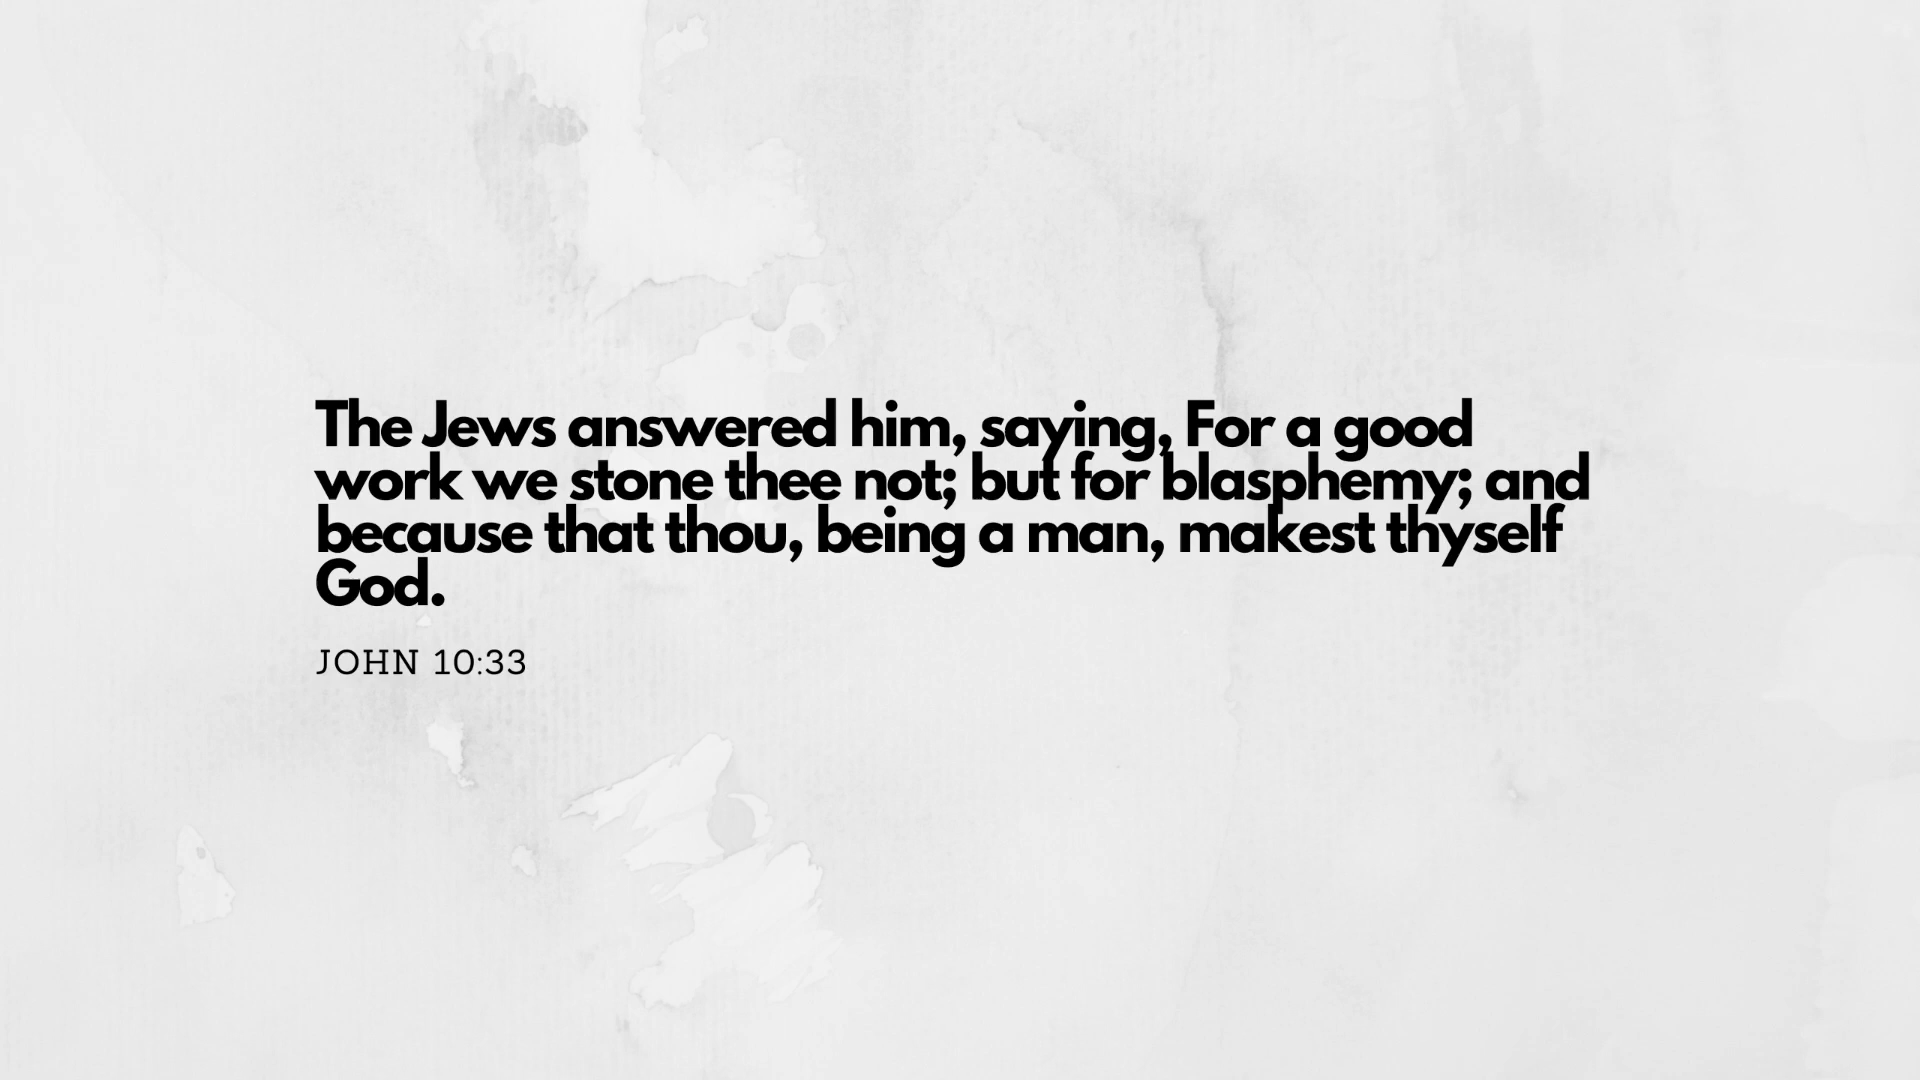 The Jews answered him, saying, For a good
work we stone thee not; but for blasphemy; and
because that thou, being a man, makest thyself
God.
JOHN 10:33